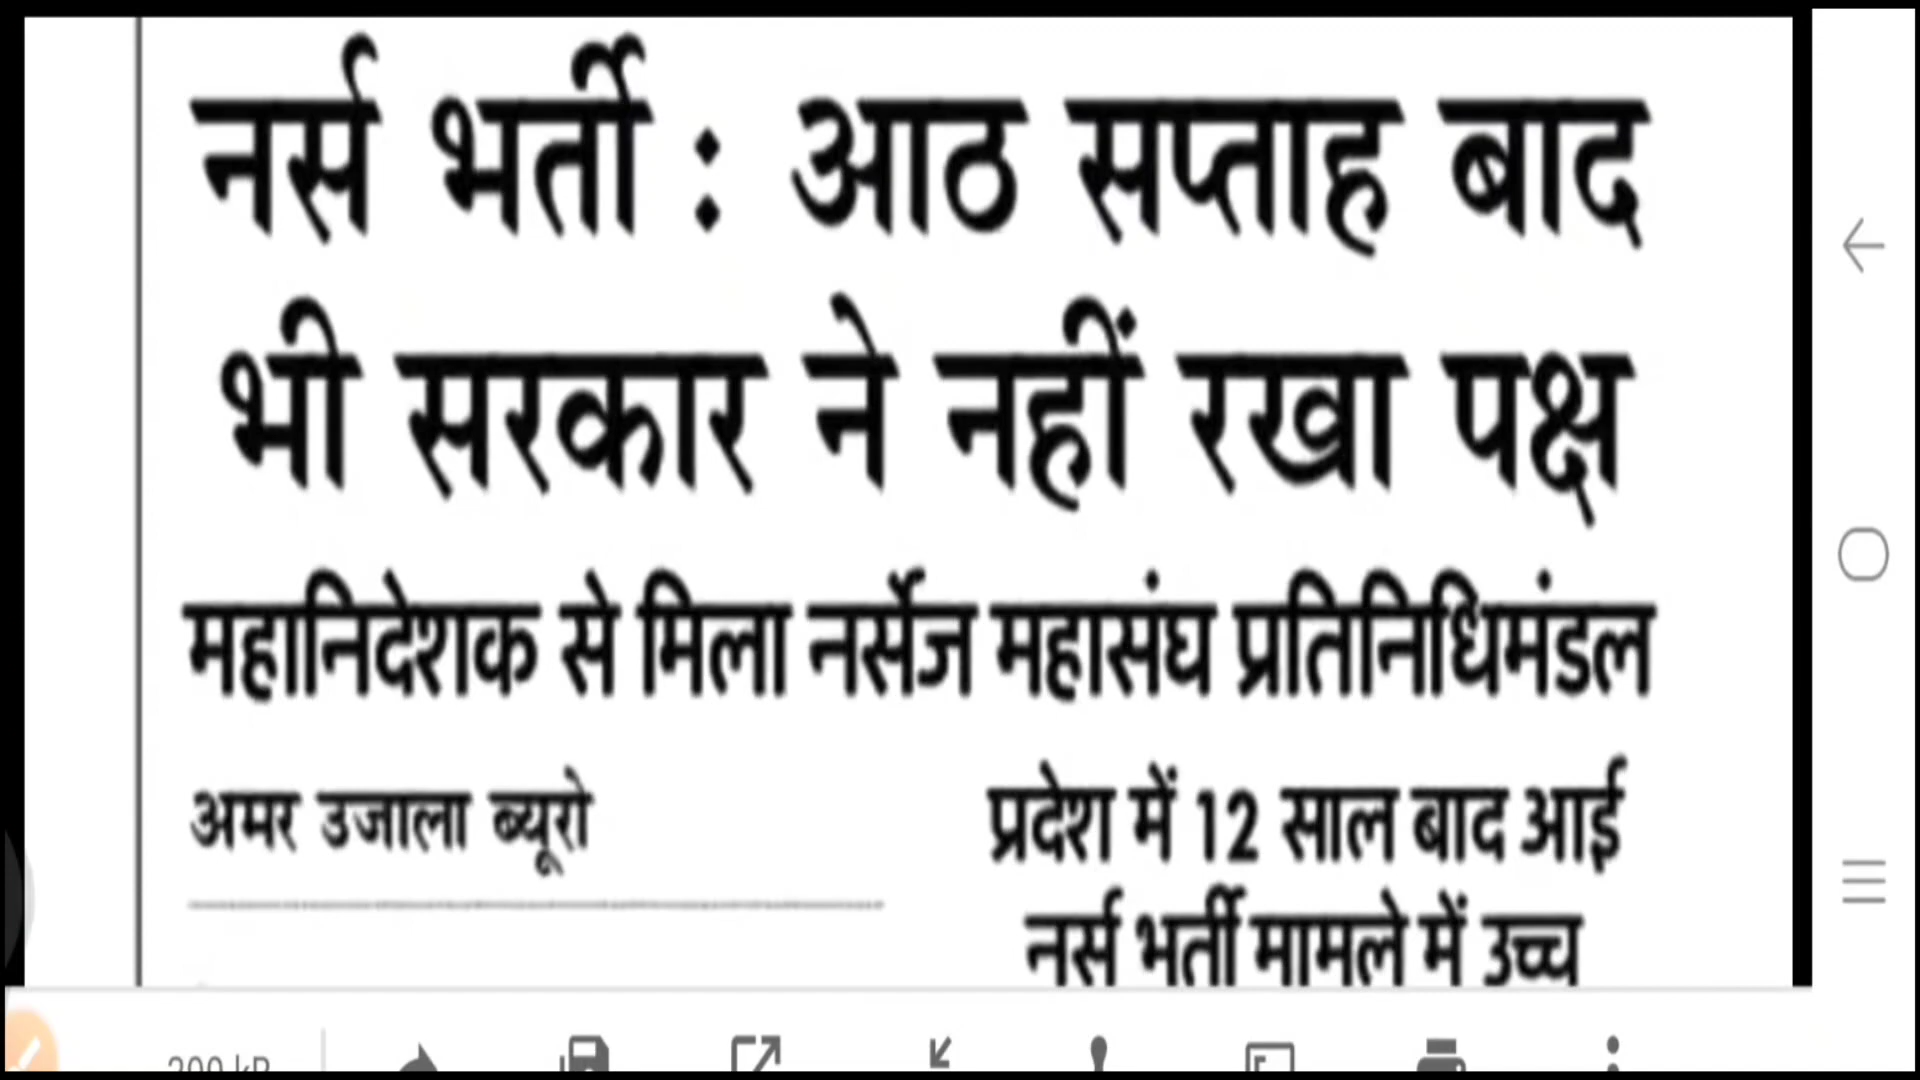 नर्स भर्ती : आठ सप्ताह बाद
भी सरकार ने नहीं रखा पक्ष
महानिदेशक से मिला नर्सेज महासंघ प्रतिनिधिमंडल
अमर उजाला ब्यूरो
प्रदेश में 12 साल बाद आई
नर्स भर्ती मामले में उच्च